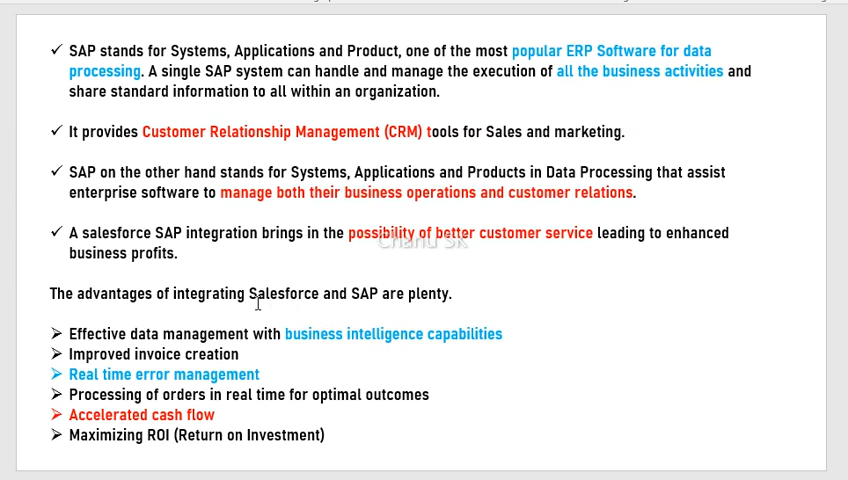 ✓ SAP stands for Systems, Applications and Product, one of the most popular ERP Software for data
processing. A single SAP system can handle and manage the execution of all the business activities and
share standard information to all within an organization.
✓ It provides Customer Relationship Management (CRM) tools for Sales and marketing.
✓ SAP on the other hand stands for Systems, Applications and Products in Data Processing that assist
enterprise software to manage both their business operations and customer relations.
✓ A salesforce SAP integration brings in the possibility of better customer service leading to enhanced
Chanu SK
business profits.
The advantages of integrating Salesforce and SAP are plenty.
➢ Effective data management with business intelligence capabilities
➢ Improved invoice creation
➢ Real time error management
➢ Processing of orders in real time for optimal outcomes
➢ Accelerated cash flow
➢ Maximizing ROI (Return on Investment)